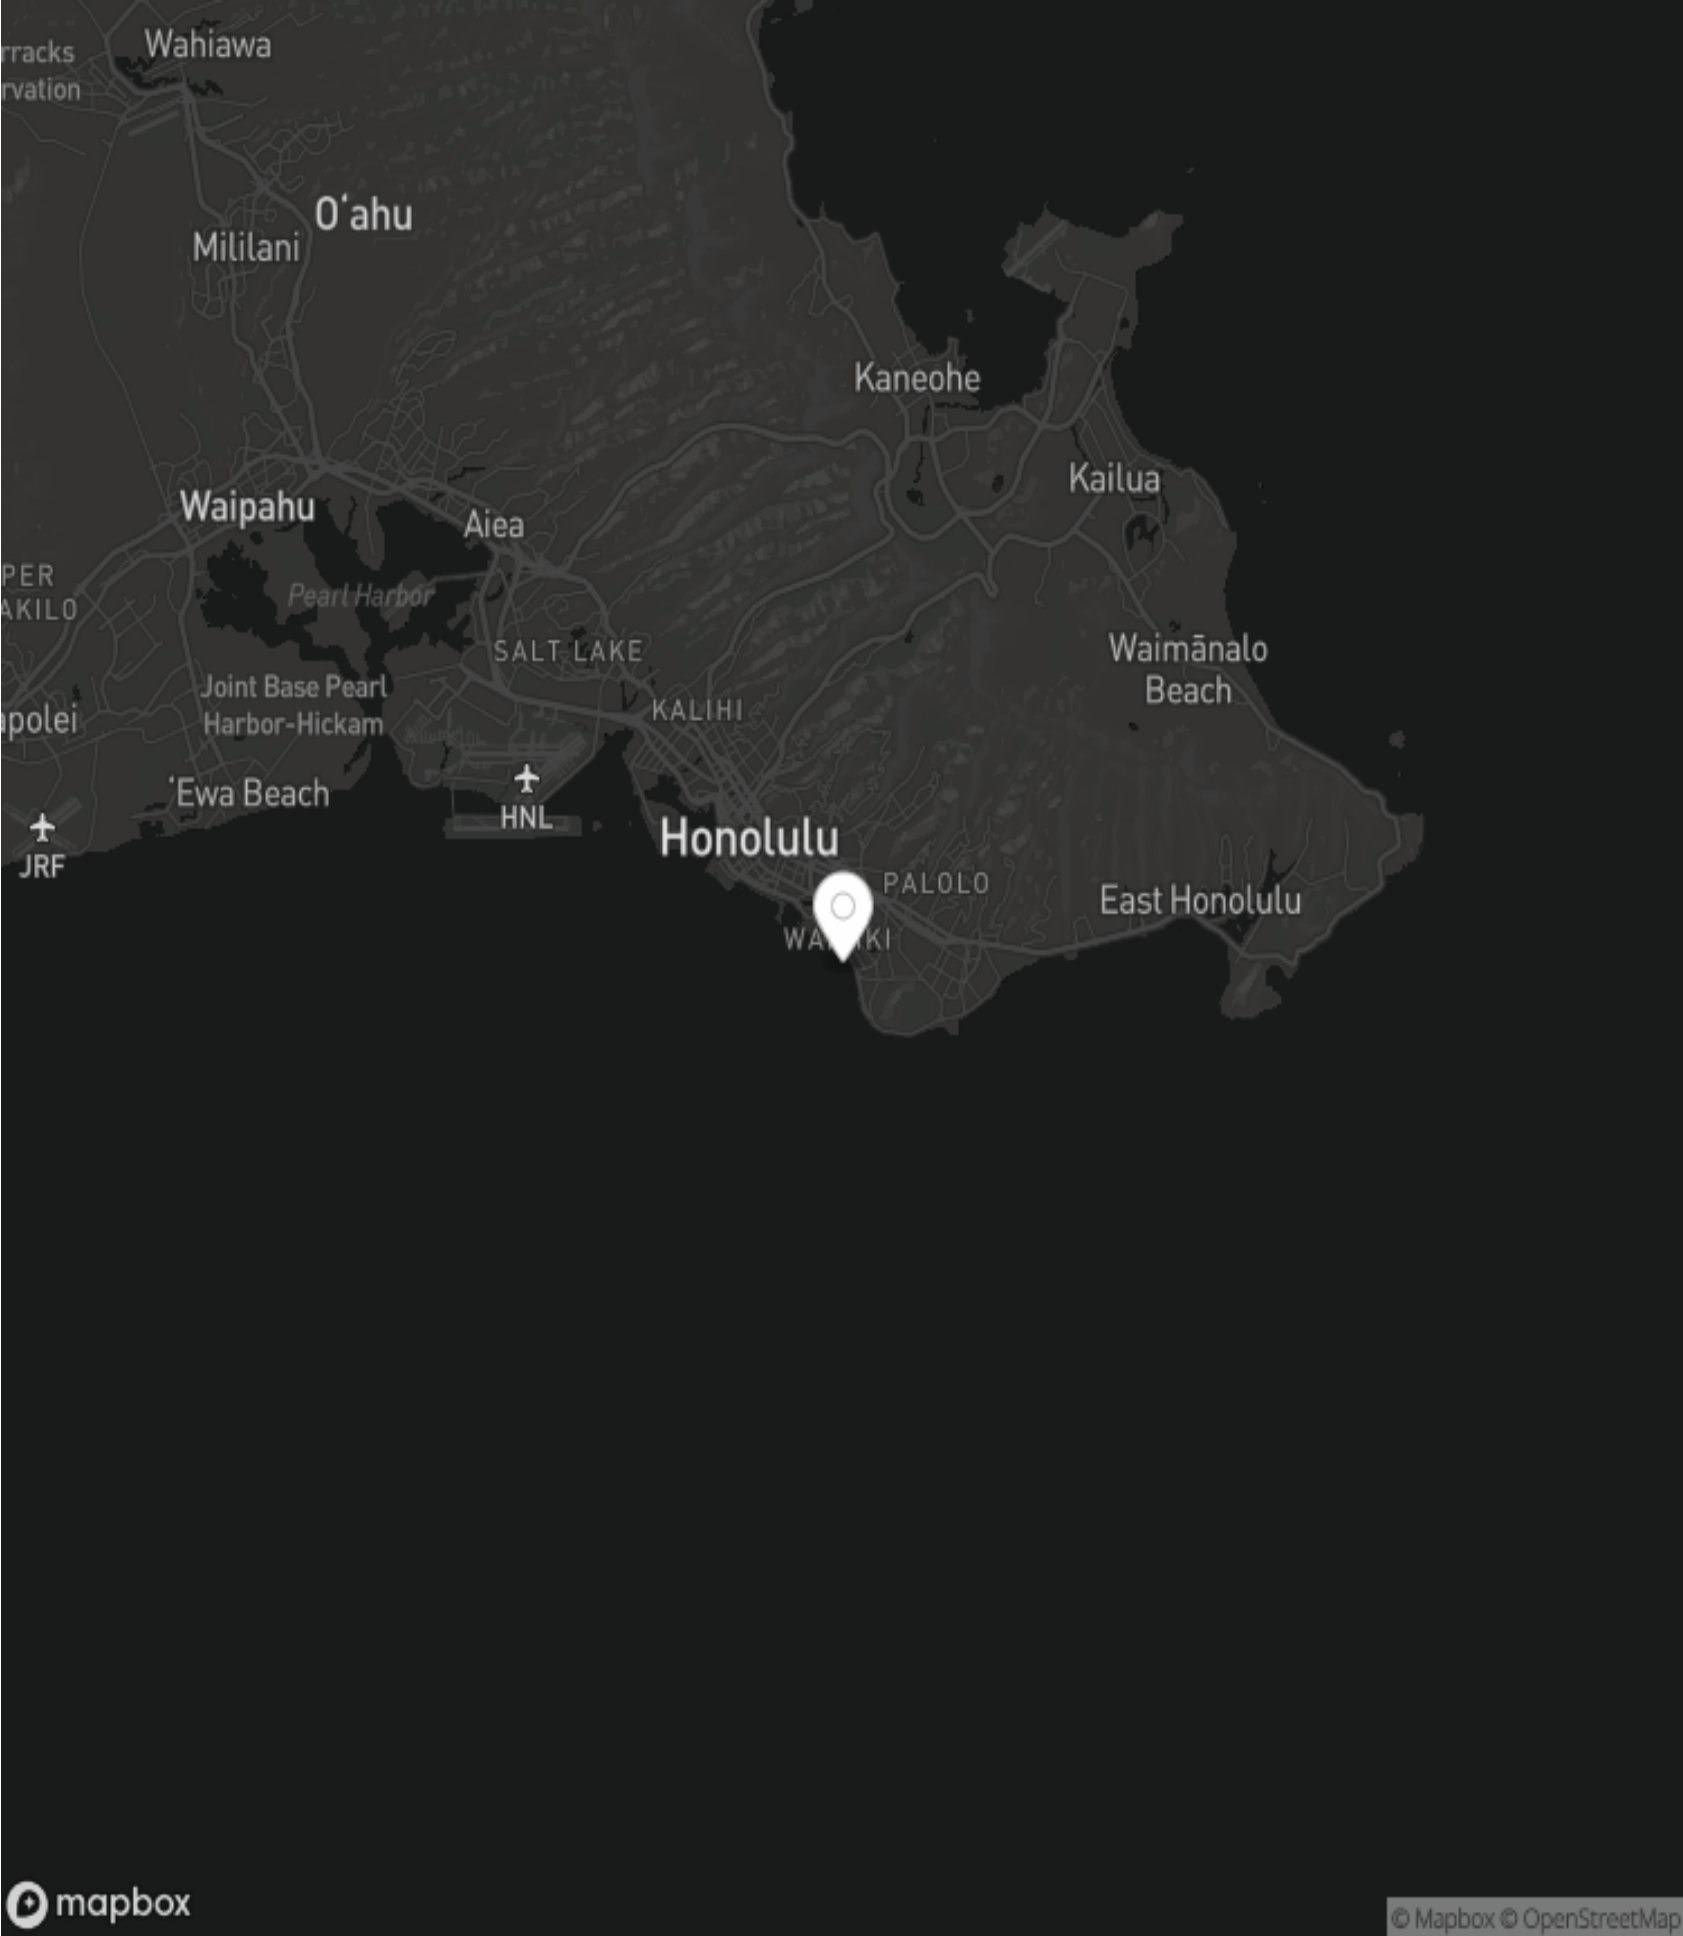 Wahiawa
rracks
rvation
Oʻahu
Mililani
Kaneohe
Kailua
Waipahu
Aiea
PER
AKILO
Pearl Harbor
SALT LAKE
Waimānalo
Beach
Joint Base Pearl
Harbor-Hickam
KALIHI
apolei
ʻEwa Beach
HNL
JRF
Honolulu
PALOLO
East Honolulu
mapbox
© Mapbox © OpenStreetMap